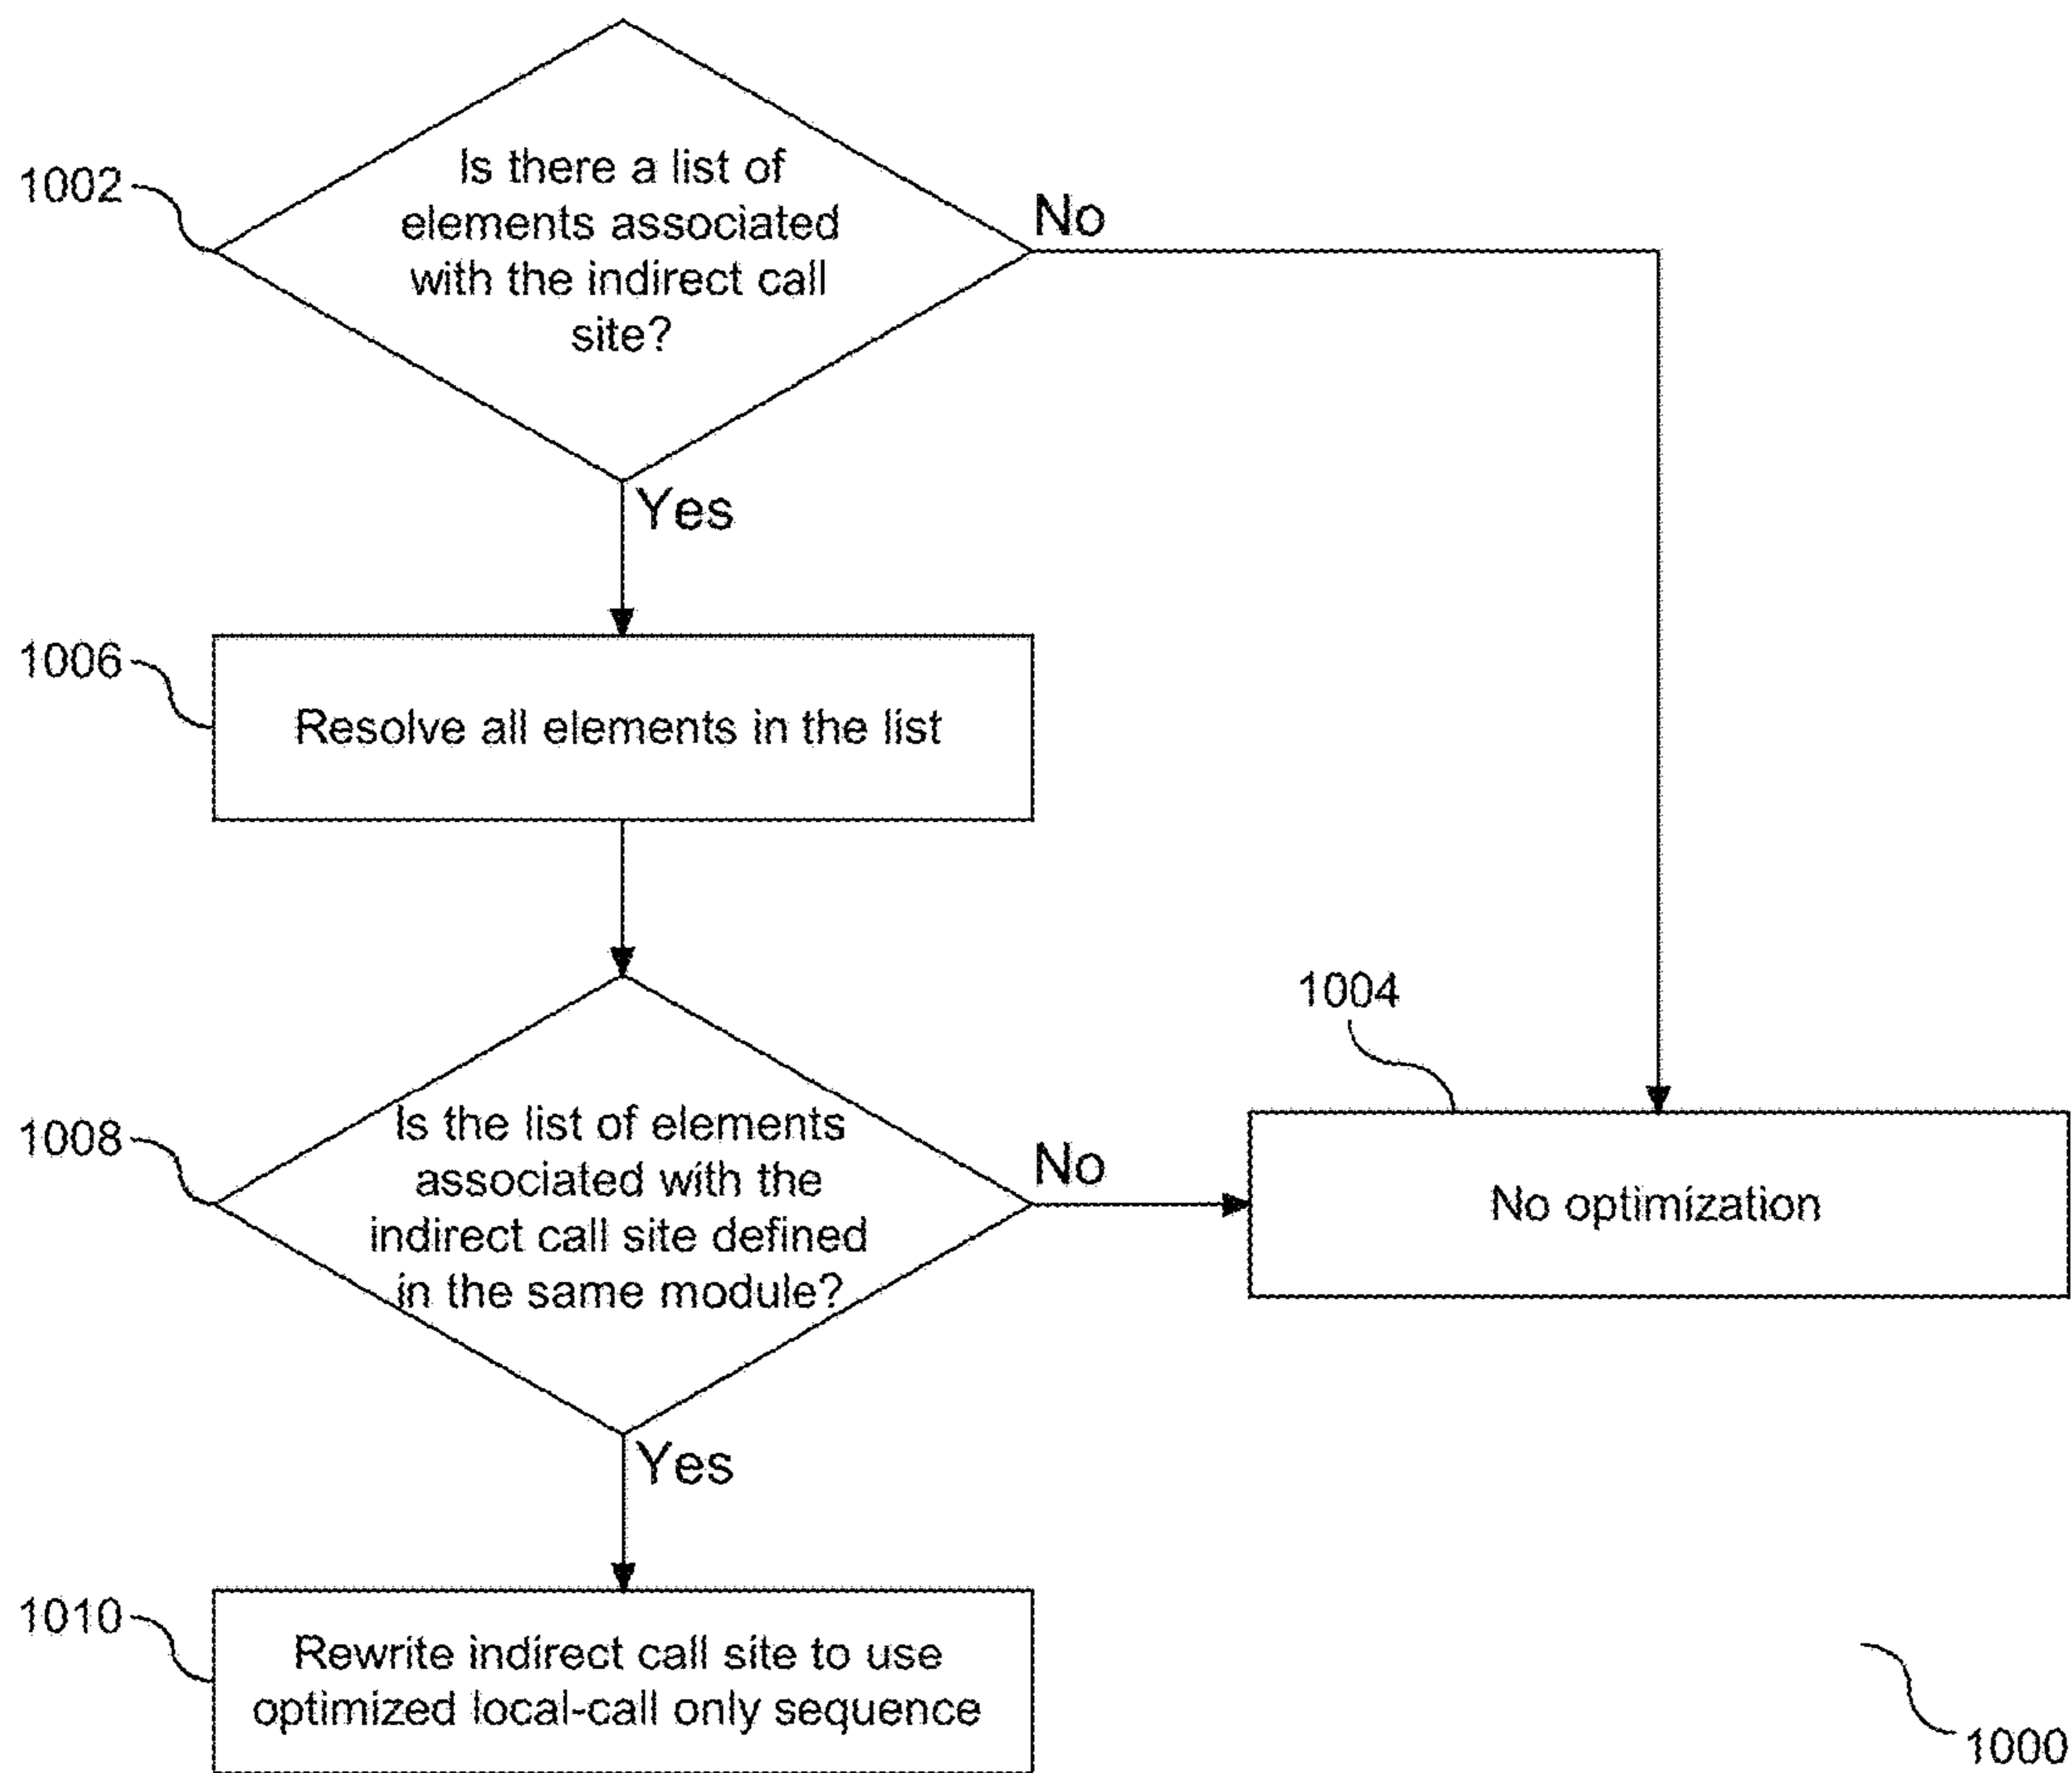 1002
Is there a list of
elements associated
with the indirect call
site?
No
Yes
1006
Resolve all elements in the list
1004
1008
Is the list of elements
associated with the
indirect call site defined
in the same module?
No
No optimization
Yes
1010
Rewrite indirect call site to use
optimized local-call only sequence
1000